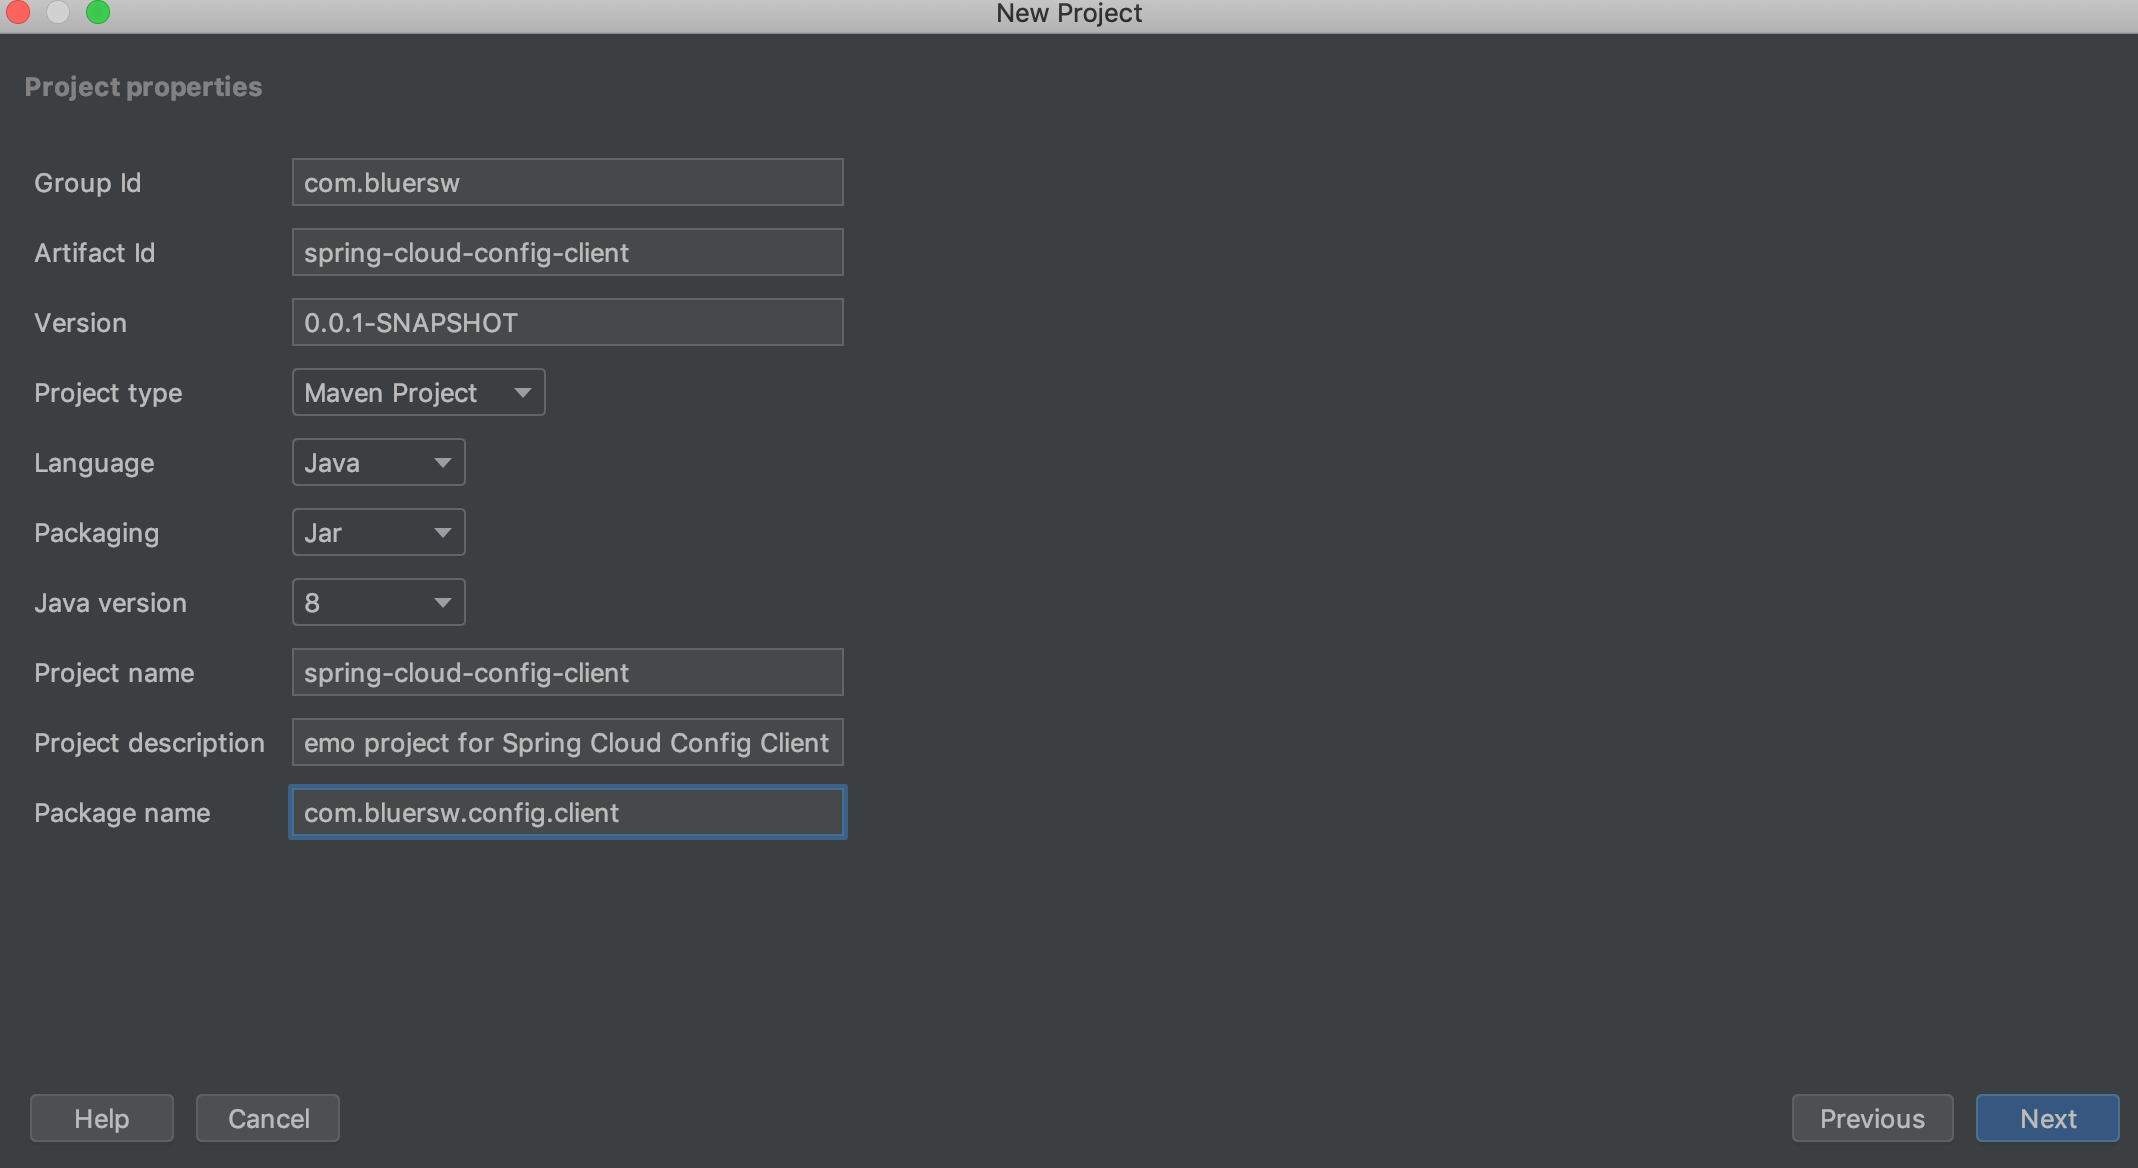 New Project
Project properties
Group Id com.bluersw
Artifact Id spring-cloud-config-client
Version 0.0.1-SNAPSHOT
Project type Maven Project
Language Java
Packaging Jar
Java version 8
Project name spring-cloud-config-client
Project description emo project for Spring Cloud Config Client
Package name com.bluersw.config.client
Help Cancel Previous Next